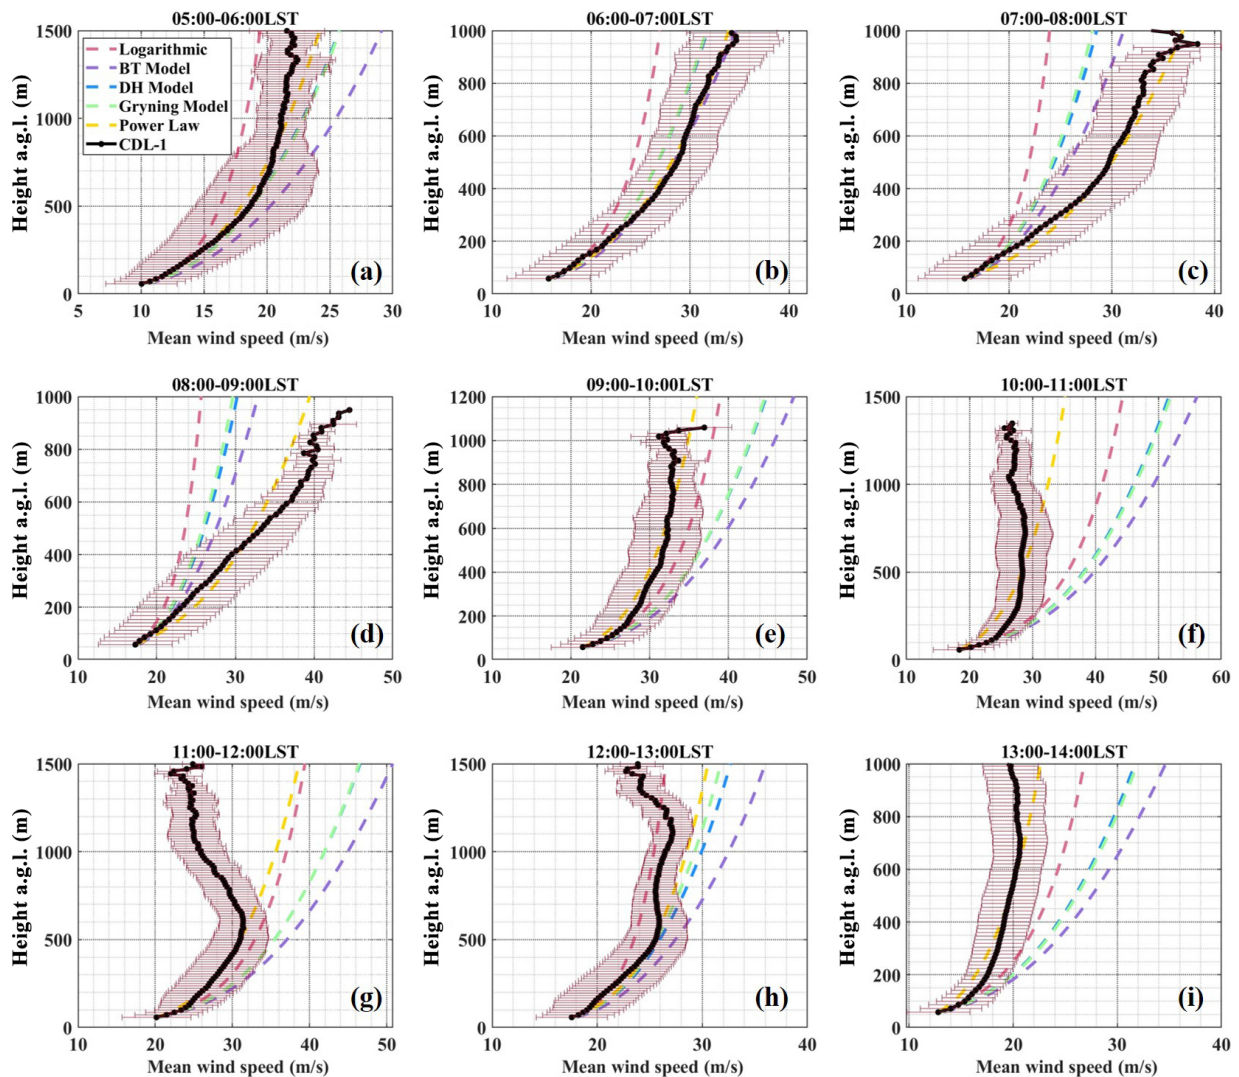 05:00-06:00LST
Height a.g.l. (m)
1500
1000
500
0
Logarithmic
BT Model
DH Model
Gryning Model
Power Law
CDL-1
(a)
5 10 15 20 25 30
Mean wind speed (m/s)
06:00-07:00LST
Height a.g.l. (m)
1000
800
600
400
200
0
(b)
10 20 30 40
Mean wind speed (m/s)
07:00-08:00LST
Height a.g.l. (m)
1000
800
600
400
200
0
(c)
10 20 30 40
Mean wind speed (m/s)
08:00-09:00LST
Height a.g.l. (m)
1000
800
600
400
200
0
(d)
10 20 30 40 50
Mean wind speed (m/s)
09:00-10:00LST
Height a.g.l. (m)
1200
1000
800
600
400
200
0
(e)
10 20 30 40 50
Mean wind speed (m/s)
10:00-11:00LST
Height a.g.l. (m)
1500
1000
500
0
(f)
10 20 30 40 50 60
Mean wind speed (m/s)
11:00-12:00LST
Height a.g.l. (m)
1500
1000
500
0
(g)
10 20 30 40 50
Mean wind speed (m/s)
12:00-13:00LST
Height a.g.l. (m)
1500
1000
500
0
(h)
10 20 30 40
Mean wind speed (m/s)
13:00-14:00LST
Height a.g.l. (m)
1000
800
600
400
200
0
(i)
10 20 30 40
Mean wind speed (m/s)